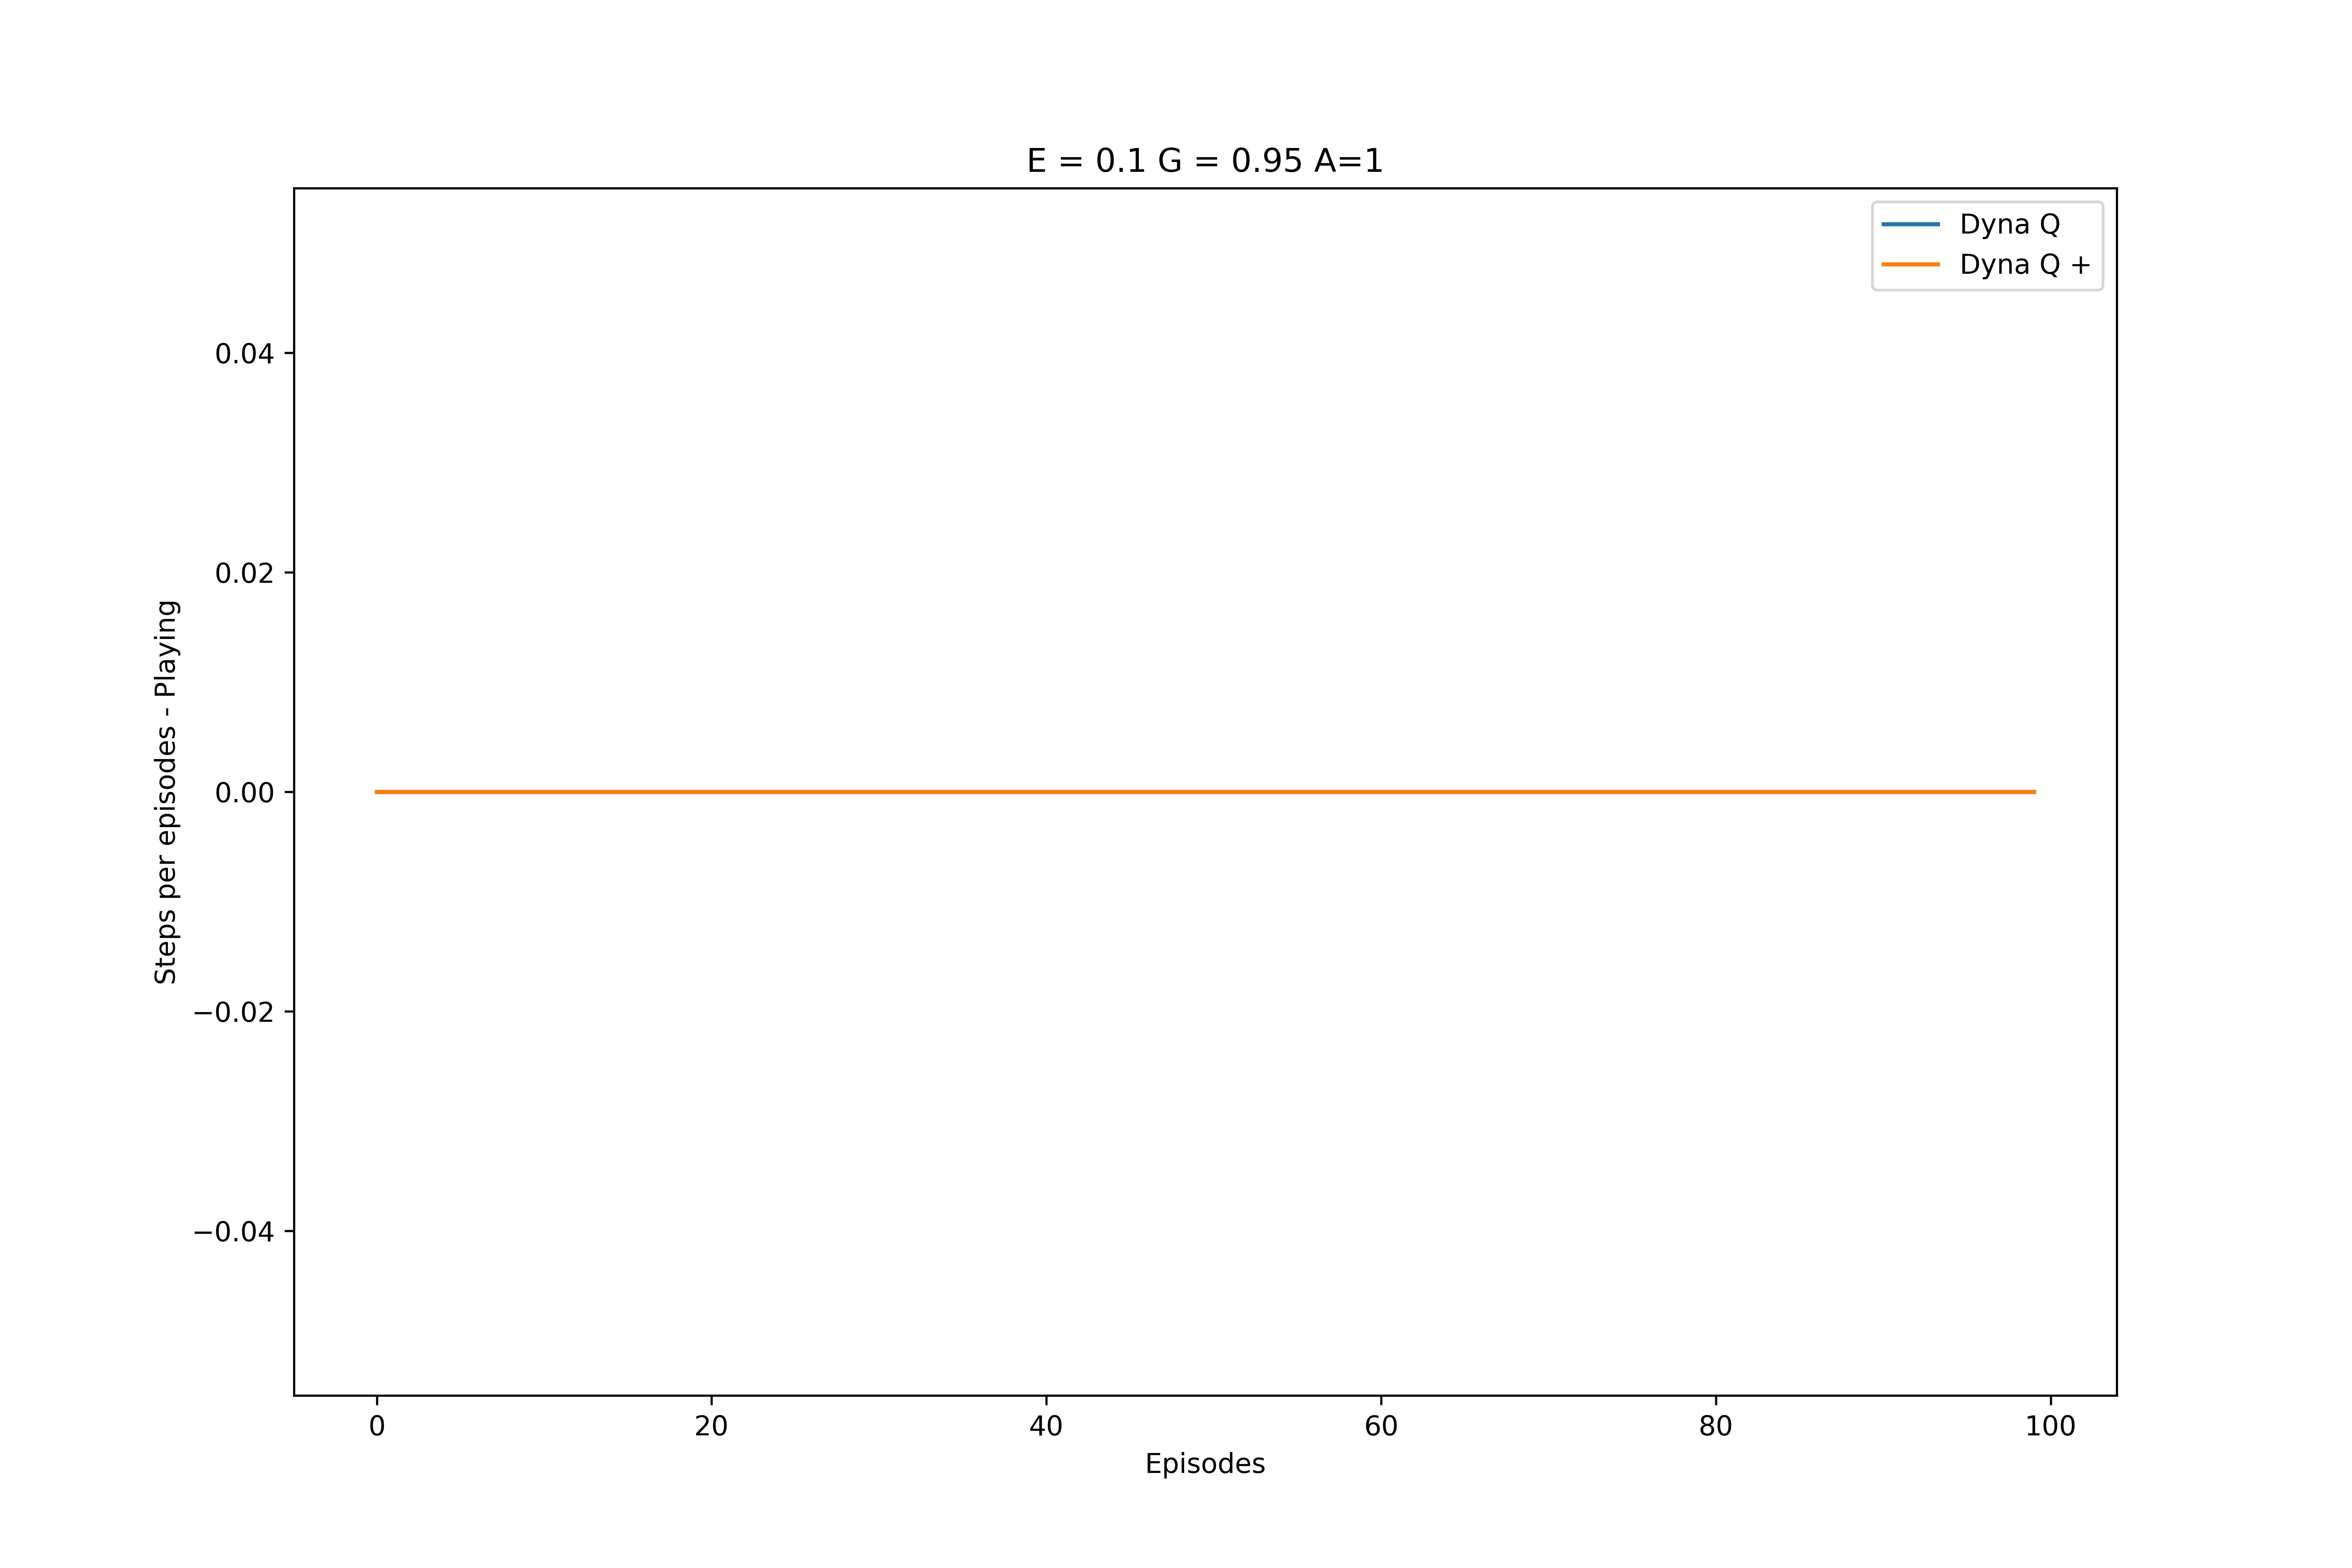 E = 0.1 G = 0.95 A=1
Dyna Q
Dyna Q +
Steps per episodes - Playing
0.04
0.02
0.00
−0.02
−0.04
0 20 40 60 80 100
Episodes